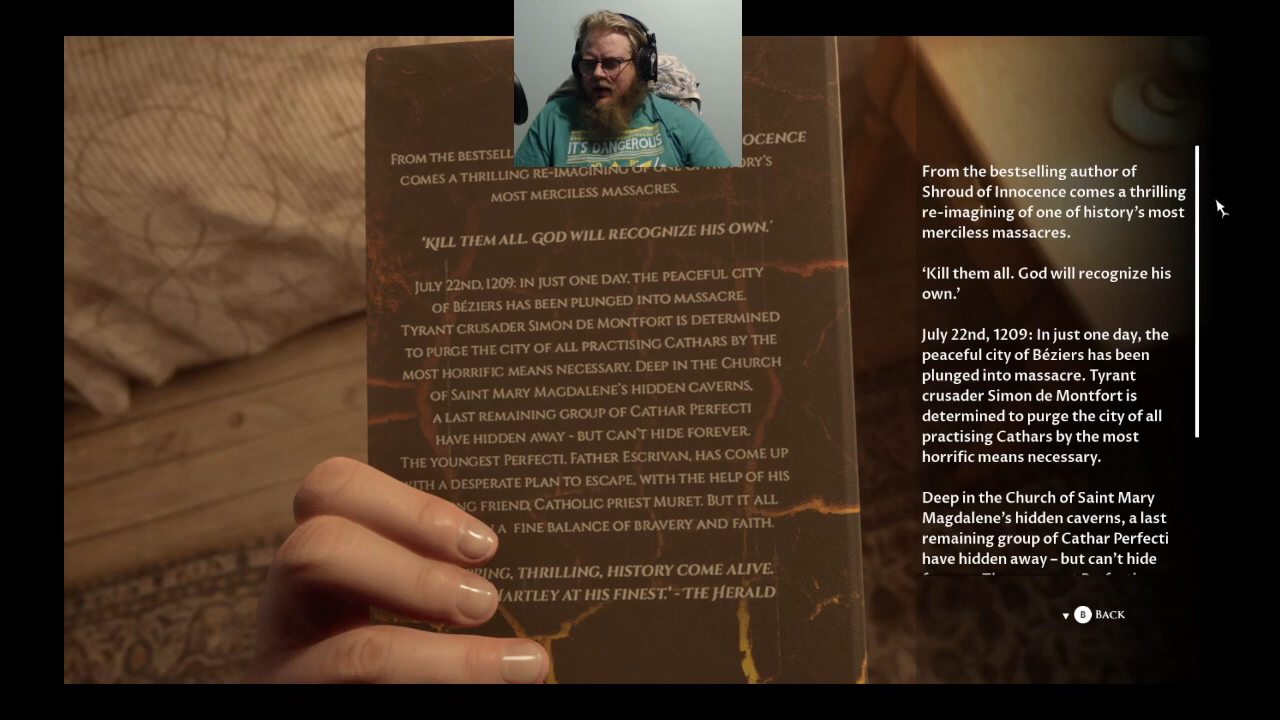 IT'S DANGEROUS
FROM THE BESTSELL OCENCE
COMES A THRILLING RE-IMAGINING OF ONE OF HISTORY'S
MOST MERCILESS MASSACRES.
'KILL THEM ALL. GOD WILL RECOGNIZE HIS OWN.'
JULY 22ND, 1209: IN JUST ONE DAY, THE PEACEFUL CITY
OF BÉZIERS HAS BEEN PLUNGED INTO MASSACRE.
TYRANT CRUSADER SIMON DE MONTFORT IS DETERMINED
TO PURGE THE CITY OF ALL PRACTISING CATHARS BY THE
MOST HORRIFIC MEANS NECESSARY. DEEP IN THE CHURCH
OF SAINT MARY MAGDALENE'S HIDDEN CAVERNS,
A LAST REMAINING GROUP OF CATHAR PERFECTI
HAVE HIDDEN AWAY - BUT CAN'T HIDE FOREVER.
THE YOUNGEST PERFECTI, FATHER ESCRIVAN, HAS COME UP
WITH A DESPERATE PLAN TO ESCAPE, WITH THE HELP OF HIS
NG FRIEND, CATHOLIC PRIEST MURET. BUT IT ALL
A FINE BALANCE OF BRAVERY AND FAITH.
PING, THRILLING, HISTORY COME ALIVE.
HARTLEY AT HIS FINEST.' - THE HERALD
From the bestselling author of
Shroud of Innocence comes a thrilling
re-imagining of one of history's most
merciless massacres.
‘Kill them all. God will recognize his
own.’
July 22nd, 1209: In just one day, the
peaceful city of Béziers has been
plunged into massacre. Tyrant
crusader Simon de Montfort is
determined to purge the city of all
practising Cathars by the most
horrific means necessary.
Deep in the Church of Saint Mary
Magdalene's hidden caverns, a last
remaining group of Cathar Perfecti
have hidden away – but can't hide
B BACK